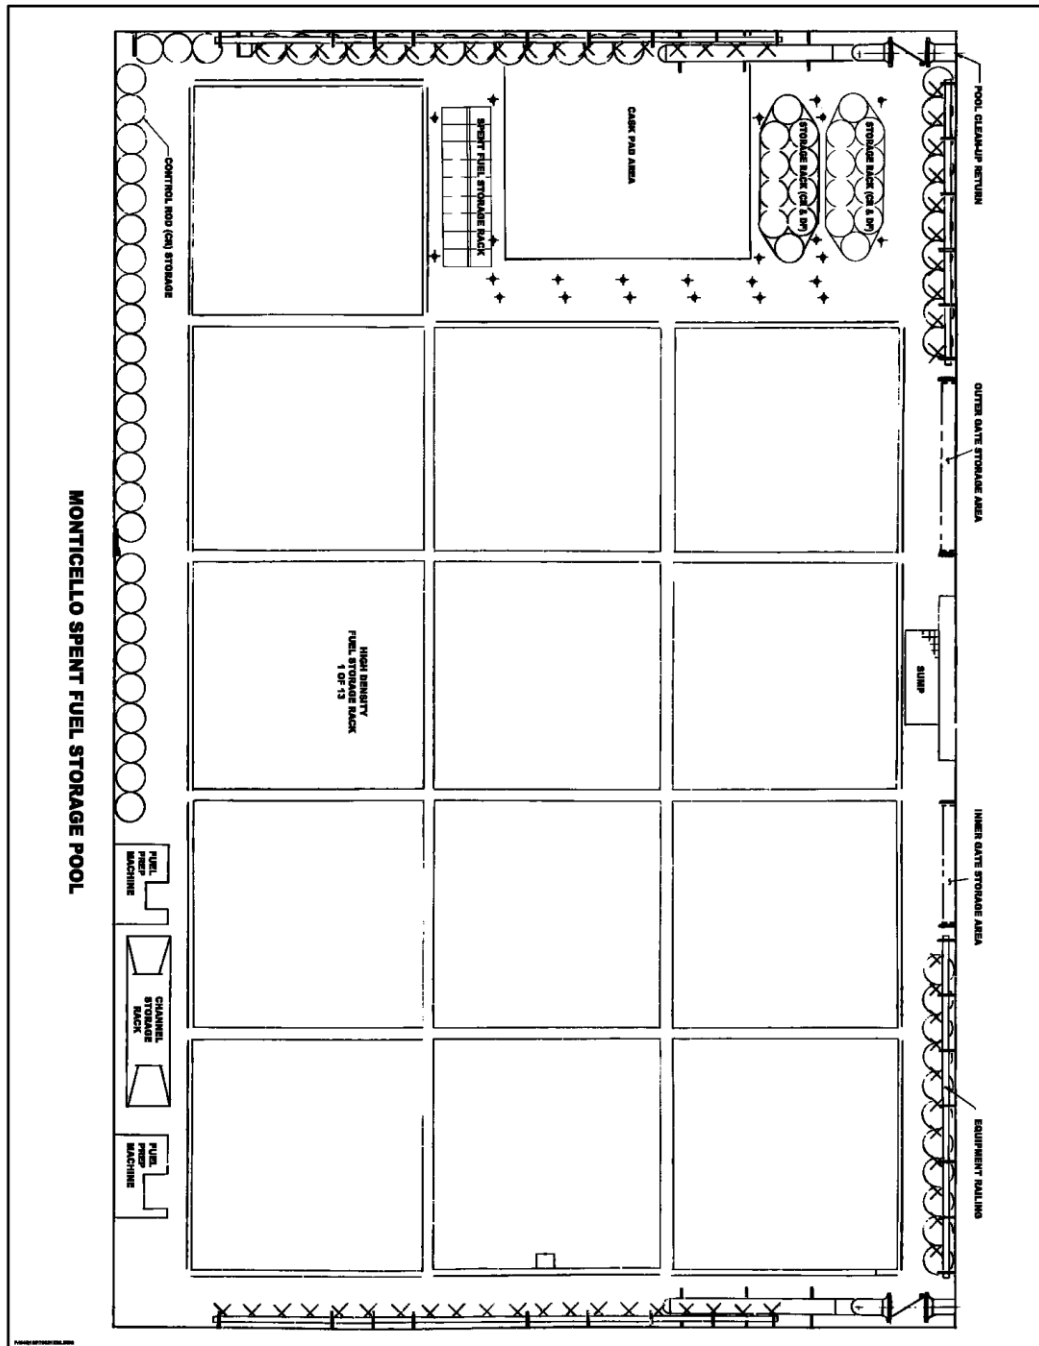 POOL CLEAN-UP RETURN
OUTER GATE STORAGE AREA
INNER GATE STORAGE AREA
EQUIPMENT RAILING
STORAGE RACK (CR & DP)
STORAGE RACK (CR & DP)
SUMP
CASK PAD AREA
SPENT FUEL STORAGE RACK
HIGH DENSITY
FUEL STORAGE RACK
1 OF 13
CONTROL ROD (CR) STORAGE
FUEL
PREP
MACHINE
CHANNEL
STORAGE
RACK
FUEL
PREP
MACHINE
MONTICELLO SPENT FUEL STORAGE POOL